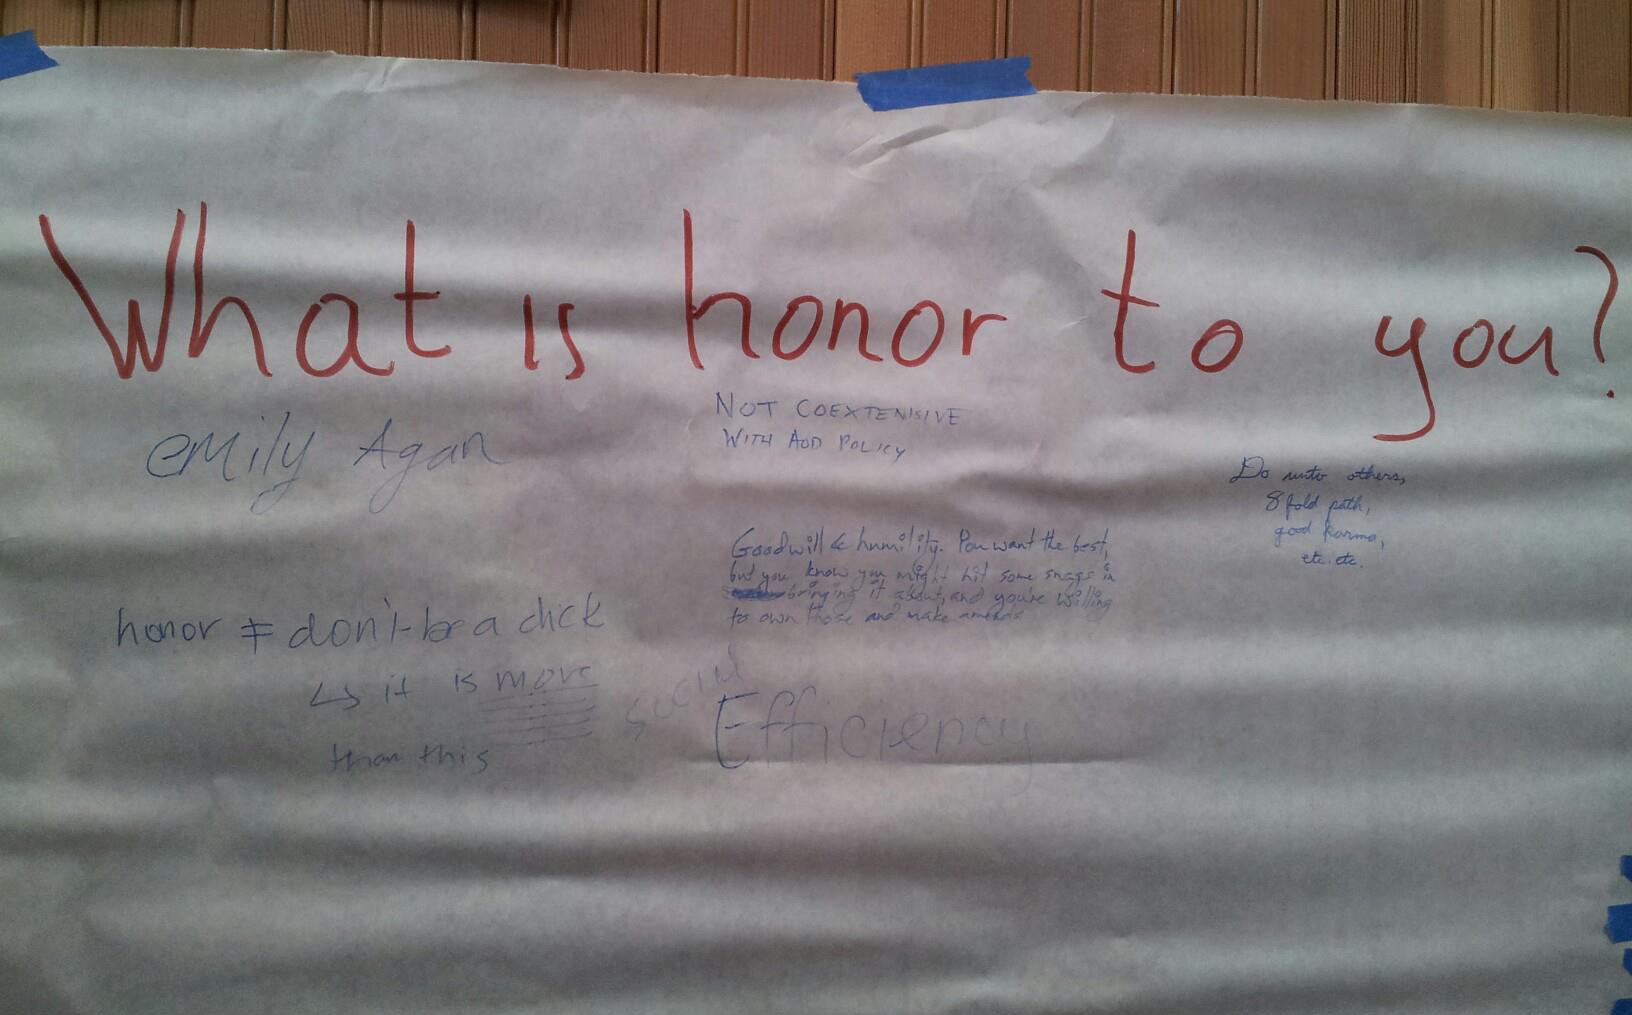 What is honor to you?
emily Agan
NOT COEXTENSIVE
WITH AOD POLICY
Do unto others,
8 fold path,
good karma,
etc. etc.
Goodwill & humility. You want the best,
but you know you might hit some snags in
bringing it about, and you're willing
to own those and make amends
honor ≠ don't-be a dick
↳ it is more
than this
social
Efficiency